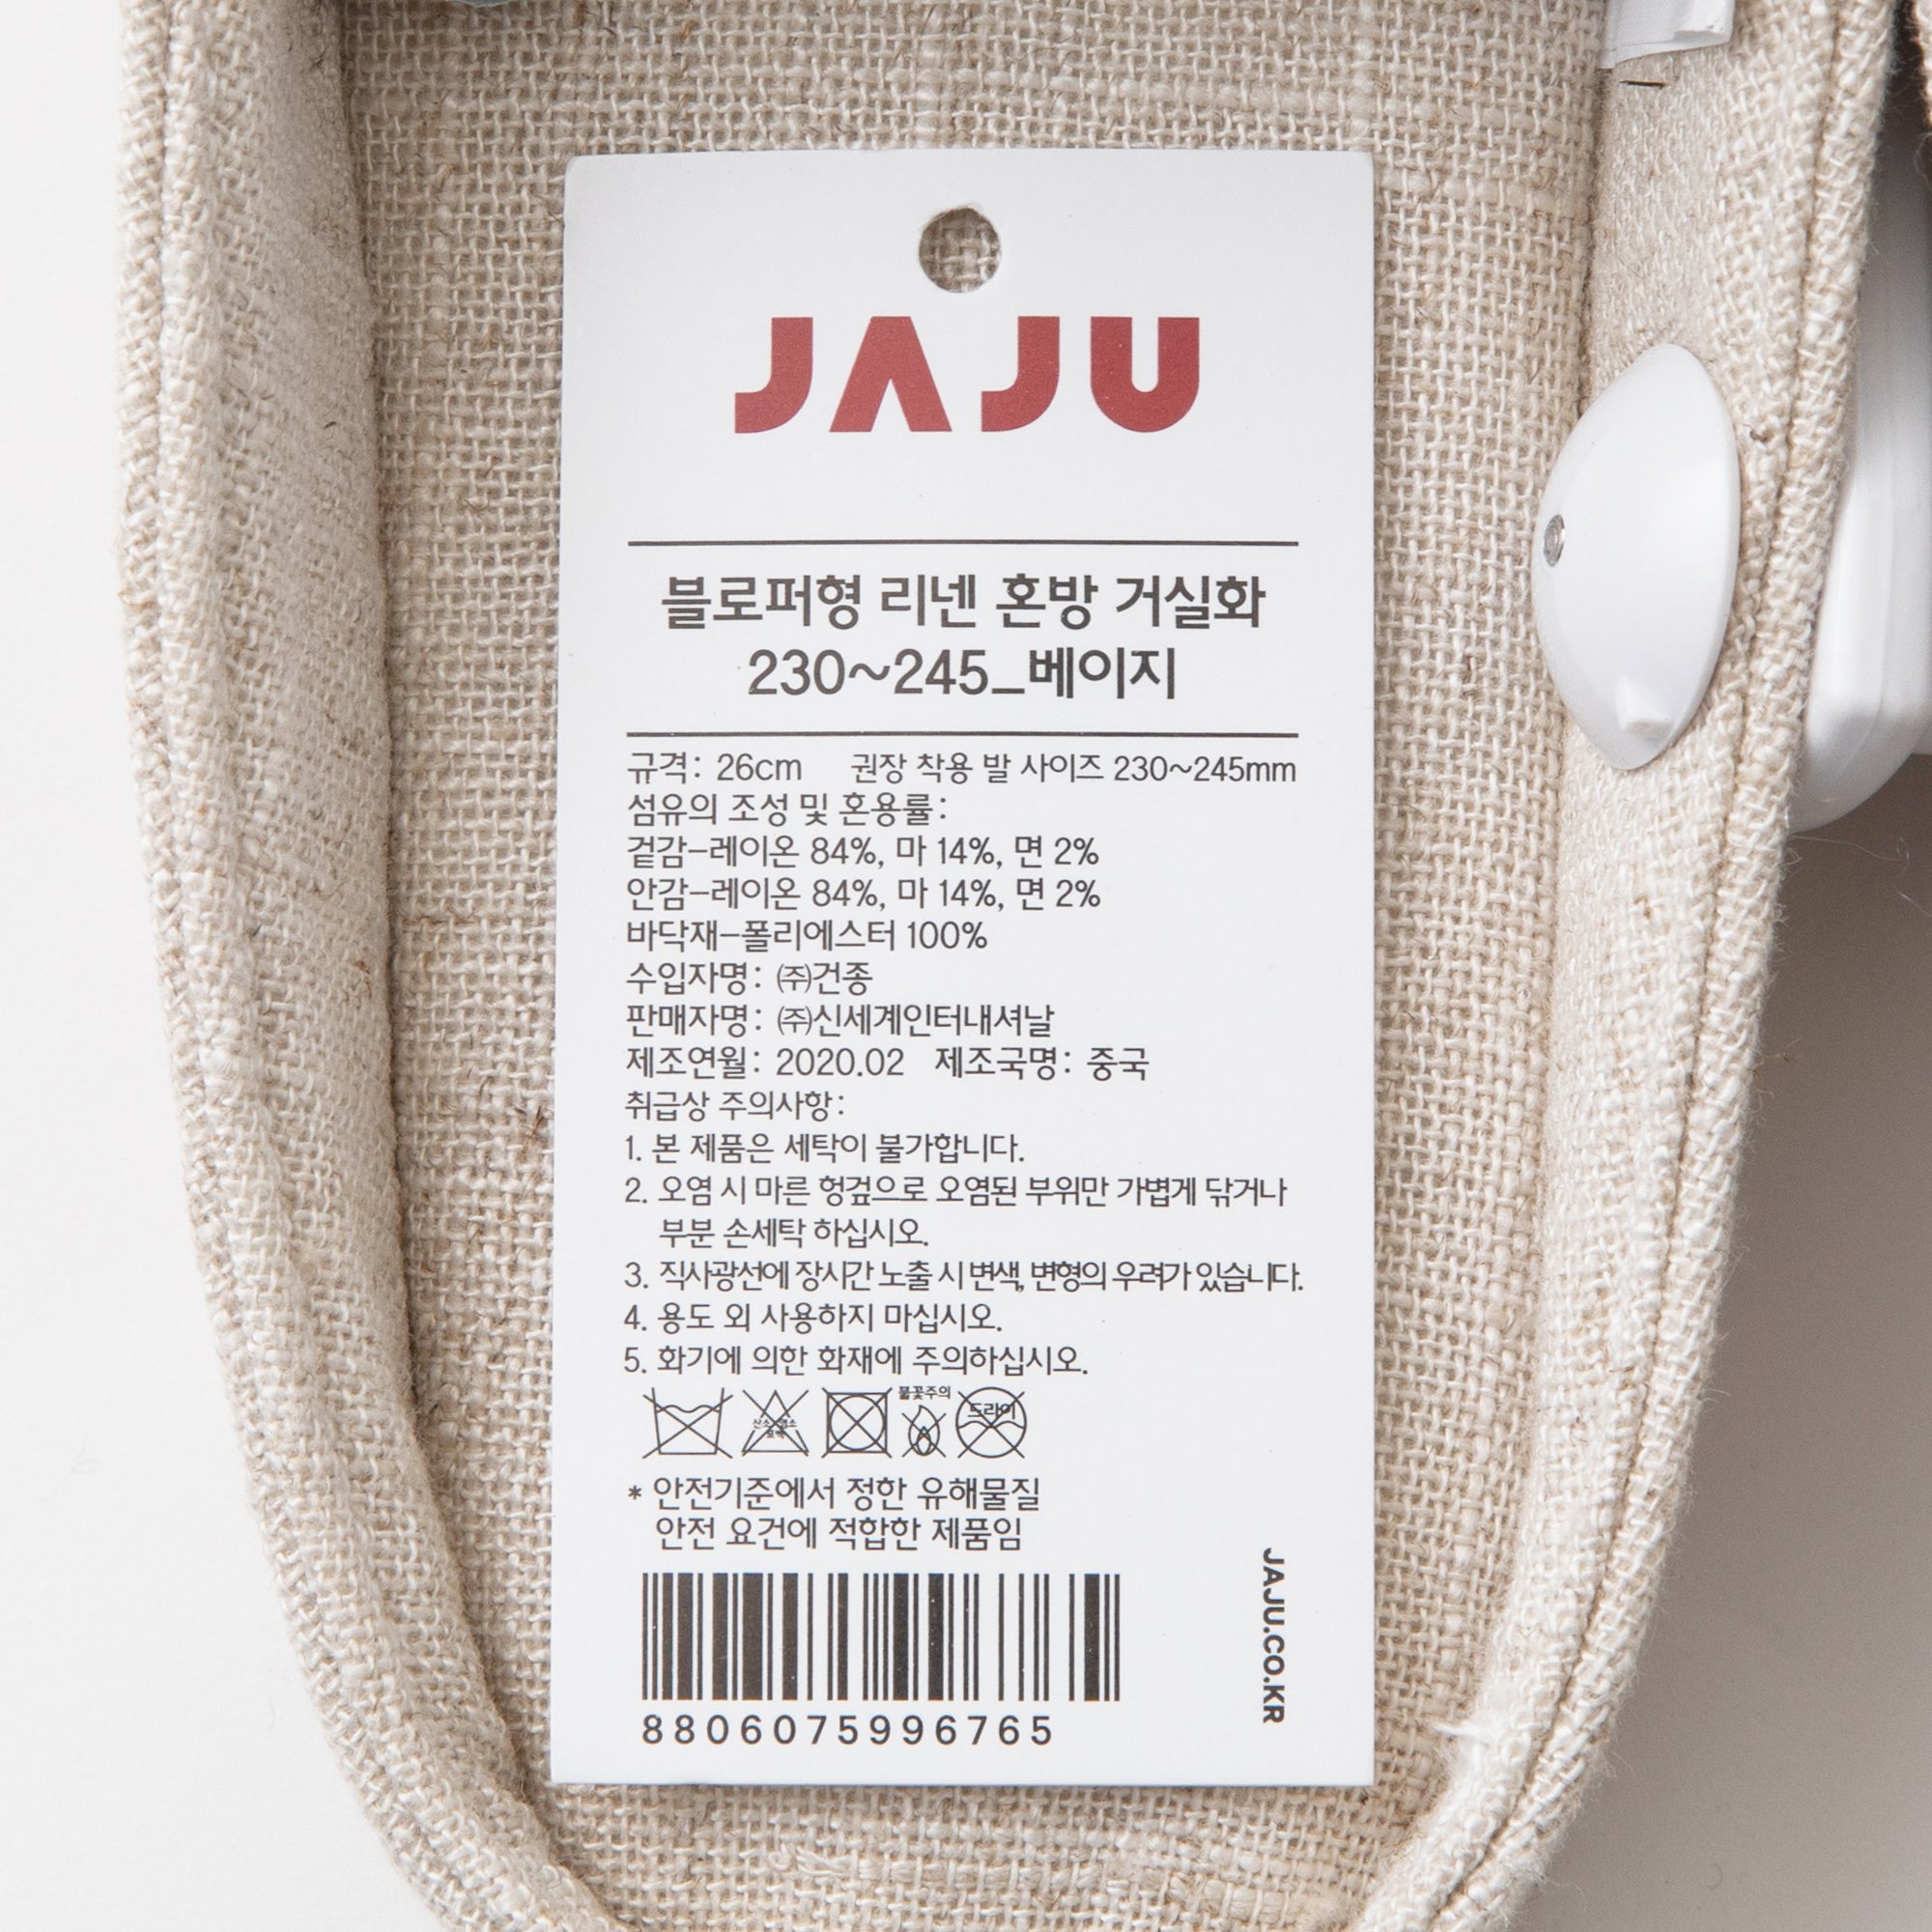 JAJU
블로퍼형 리넨 혼방 거실화
230~245_베이지
규격: 26cm 권장 착용 발 사이즈 230~245mm
섬유의 조성 및 혼용률:
겉감-레이온 84%, 마 14%, 면 2%
안감-레이온 84%, 마 14%, 면 2%
바닥재-폴리에스터 100%
수입자명: ㈜건종
판매자명: ㈜신세계인터내셔날
제조연월: 2020.02 제조국명: 중국
취급상 주의사항:
1. 본 제품은 세탁이 불가합니다.
2. 오염 시 마른 헝겊으로 오염된 부위만 가볍게 닦거나
부분 손세탁 하십시오.
3. 직사광선에 장시간 노출 시 변색, 변형의 우려가 있습니다.
4. 용도 외 사용하지 마십시오.
5. 화기에 의한 화재에 주의하십시오.
불꽃주의
드라이
* 안전기준에서 정한 유해물질
안전 요건에 적합한 제품임
8806075996765
JAJU.CO.KR